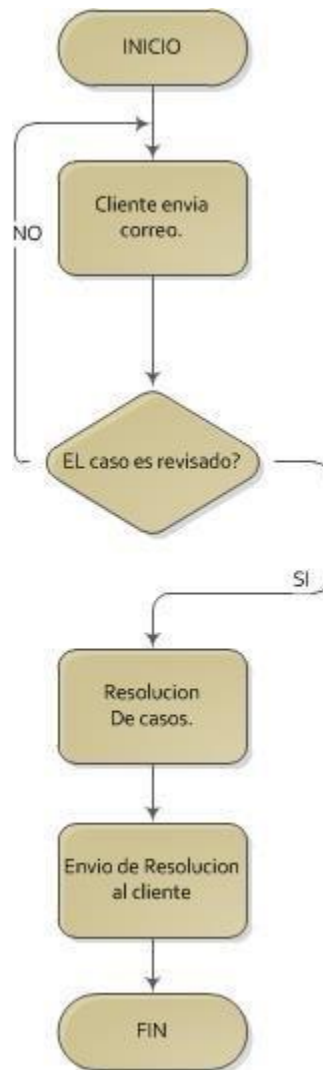 INICIO
Cliente envia
correo.
NO
EL caso es revisado?
SI
Resolucion
De casos.
Envio de Resolucion
al cliente
FIN